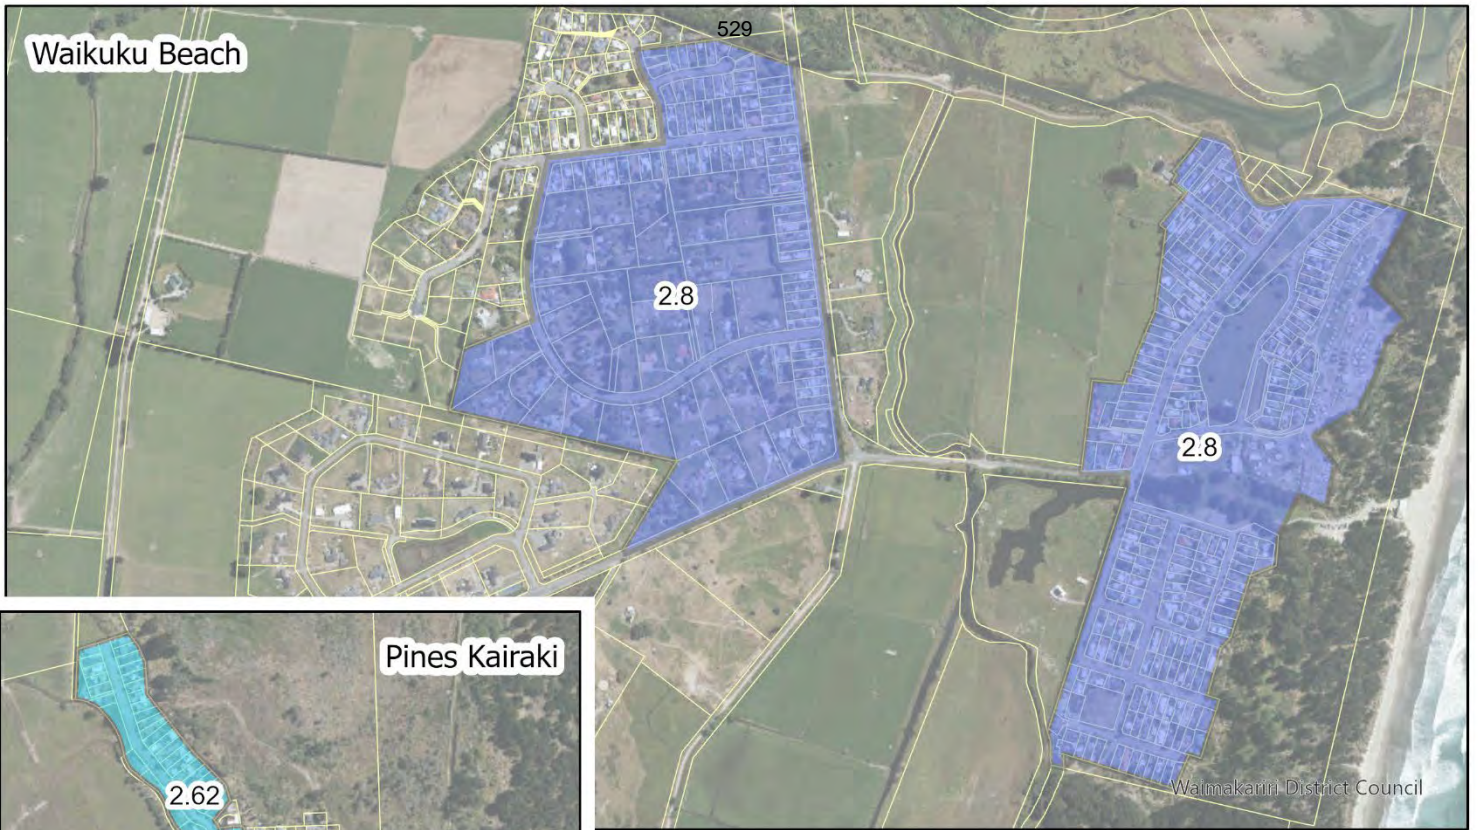 529
Waikuku Beach
2.8
2.8
Pines Kairaki
2.62
Waimakariri District Council